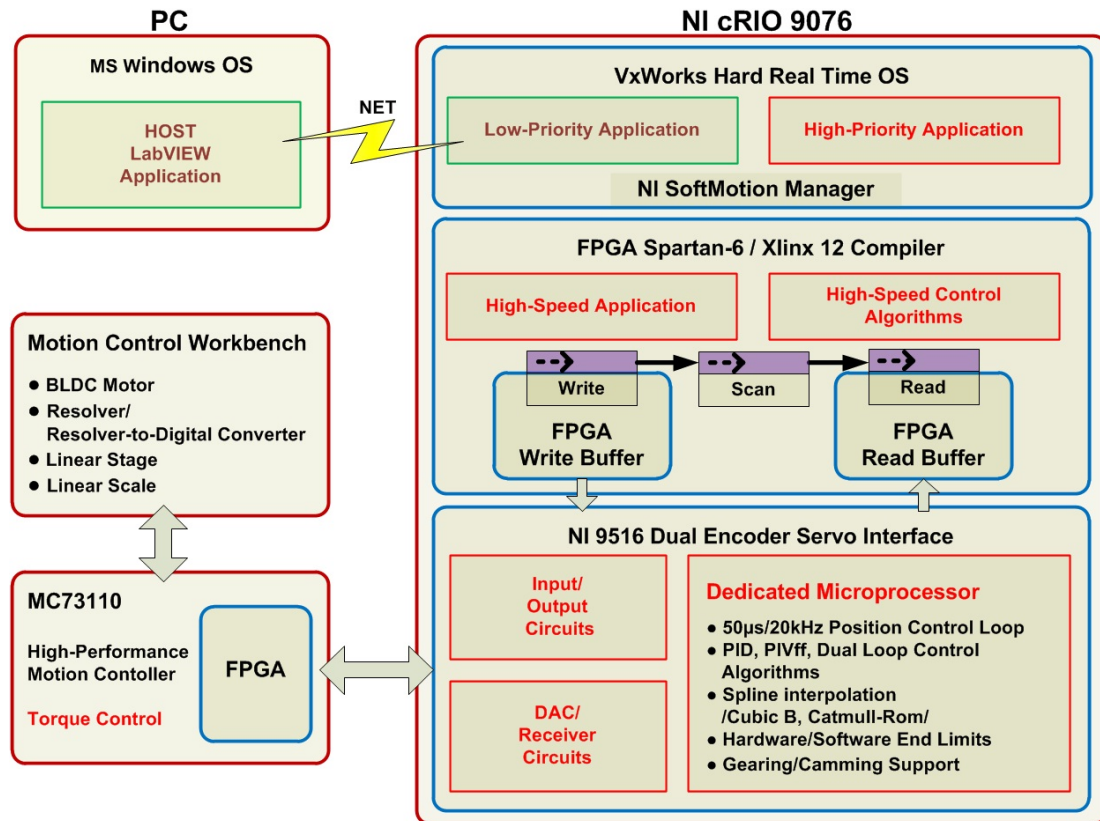 PC
MS Windows OS
HOST
LabVIEW
Application
NET
NI cRIO 9076
VxWorks Hard Real Time OS
Low-Priority Application
High-Priority Application
NI SoftMotion Manager
FPGA Spartan-6 / Xlinx 12 Compiler
High-Speed Application
High-Speed Control
Algorithms
Write
Scan
Read
FPGA
Write Buffer
FPGA
Read Buffer
Motion Control Workbench
● BLDC Motor
● Resolver/
Resolver-to-Digital Converter
● Linear Stage
● Linear Scale
MC73110
High-Performance
Motion Contoller
Torque Control
FPGA
NI 9516 Dual Encoder Servo Interface
Input/
Output
Circuits
DAC/
Receiver
Circuits
Dedicated Microprocessor
● 50µs/20kHz Position Control Loop
● PID, PIVff, Dual Loop Control
Algorithms
● Spline interpolation
/Cubic B, Catmull-Rom/
● Hardware/Software End Limits
● Gearing/Camming Support